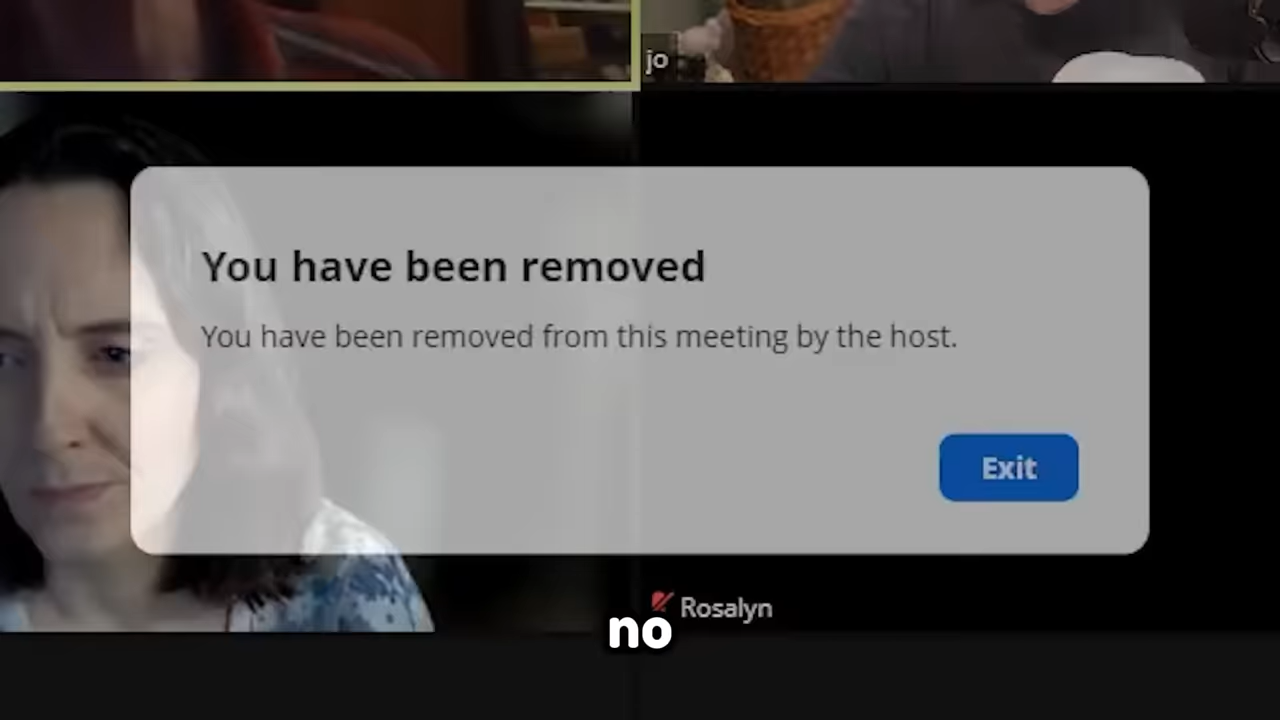 jo
You have been removed
You have been removed from this meeting by the host.
Exit
Rosalyn
no